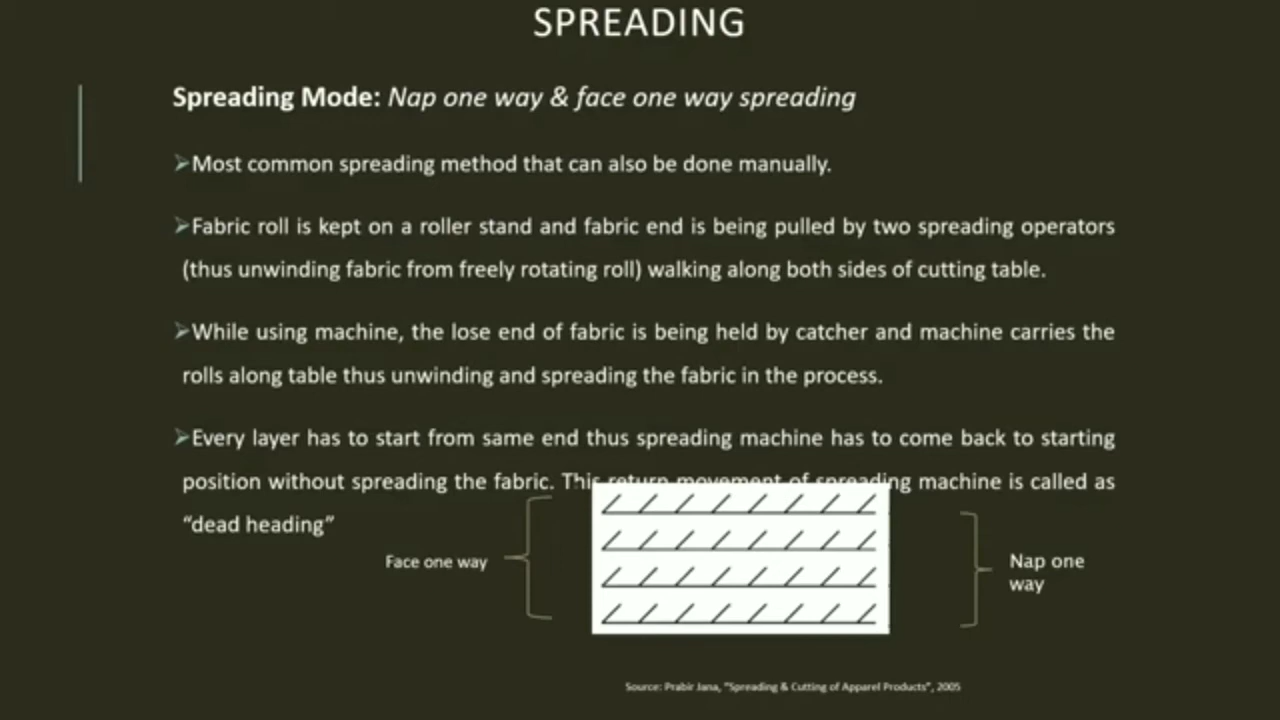 SPREADING
Spreading Mode: Nap one way & face one way spreading
➢Most common spreading method that can also be done manually.
➢Fabric roll is kept on a roller stand and fabric end is being pulled by two spreading operators
(thus unwinding fabric from freely rotating roll) walking along both sides of cutting table.
➢While using machine, the lose end of fabric is being held by catcher and machine carries the
rolls along table thus unwinding and spreading the fabric in the process.
➢Every layer has to start from same end thus spreading machine has to come back to starting
position without spreading the fabric. This return movement of spreading machine is called as
“dead heading”
Face one way
Nap one
way
Source: Prabir Jana, “Spreading & Cutting of Apparel Products”, 2005